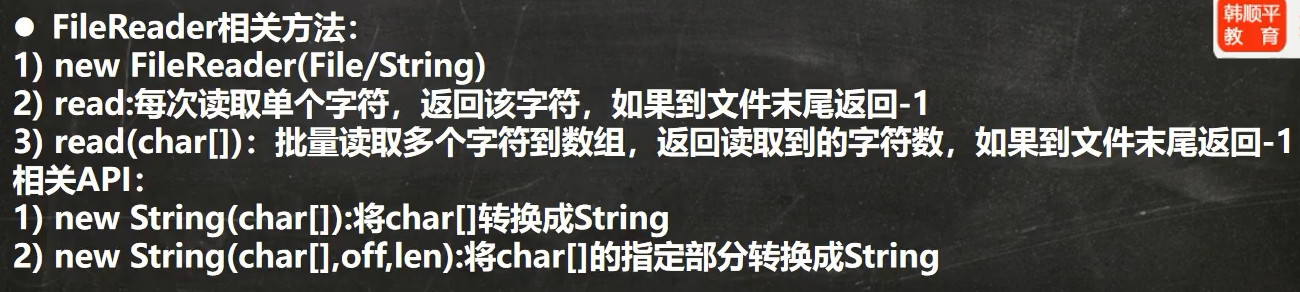 ● FileReader相关方法：
韩顺平
教 育
1) new FileReader(File/String)
2) read:每次读取单个字符，返回该字符，如果到文件末尾返回-1
3) read(char[])：批量读取多个字符到数组，返回读取到的字符数，如果到文件末尾返回-1
相关API：
1) new String(char[]):将char[]转换成String
2) new String(char[],off,len):将char[]的指定部分转换成String